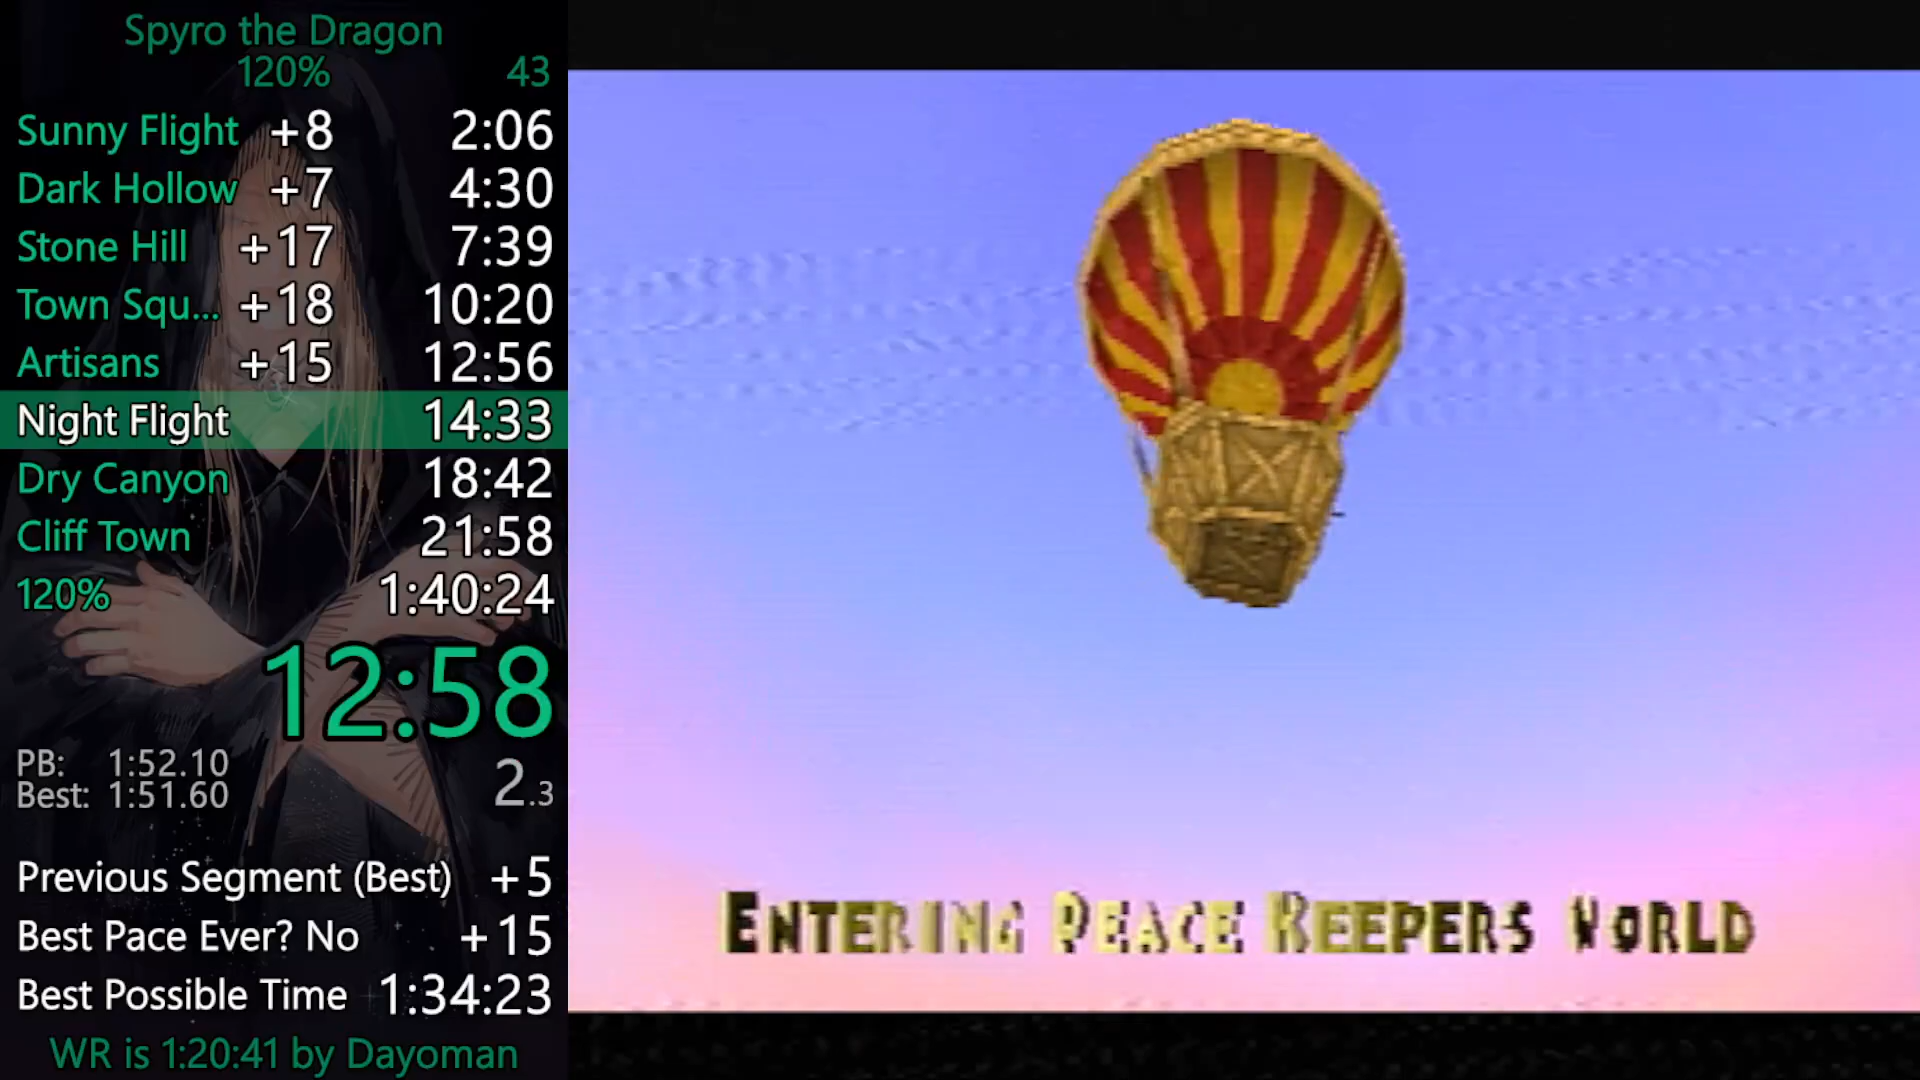 Spyro the Dragon
120% 43
Sunny Flight +8 2:06
Dark Hollow +7 4:30
Stone Hill +17 7:39
Town Squ... +18 10:20
Artisans +15 12:56
Night Flight 14:33
Dry Canyon 18:42
Cliff Town 21:58
120% 1:40:24
12:58
PB: 1:52.10
Best: 1:51.60 2.3
Previous Segment (Best) +5
Best Pace Ever? No +15
Best Possible Time 1:34:23
WR is 1:20:41 by Dayoman
ENTERING PEACE KEEPERS WORLD